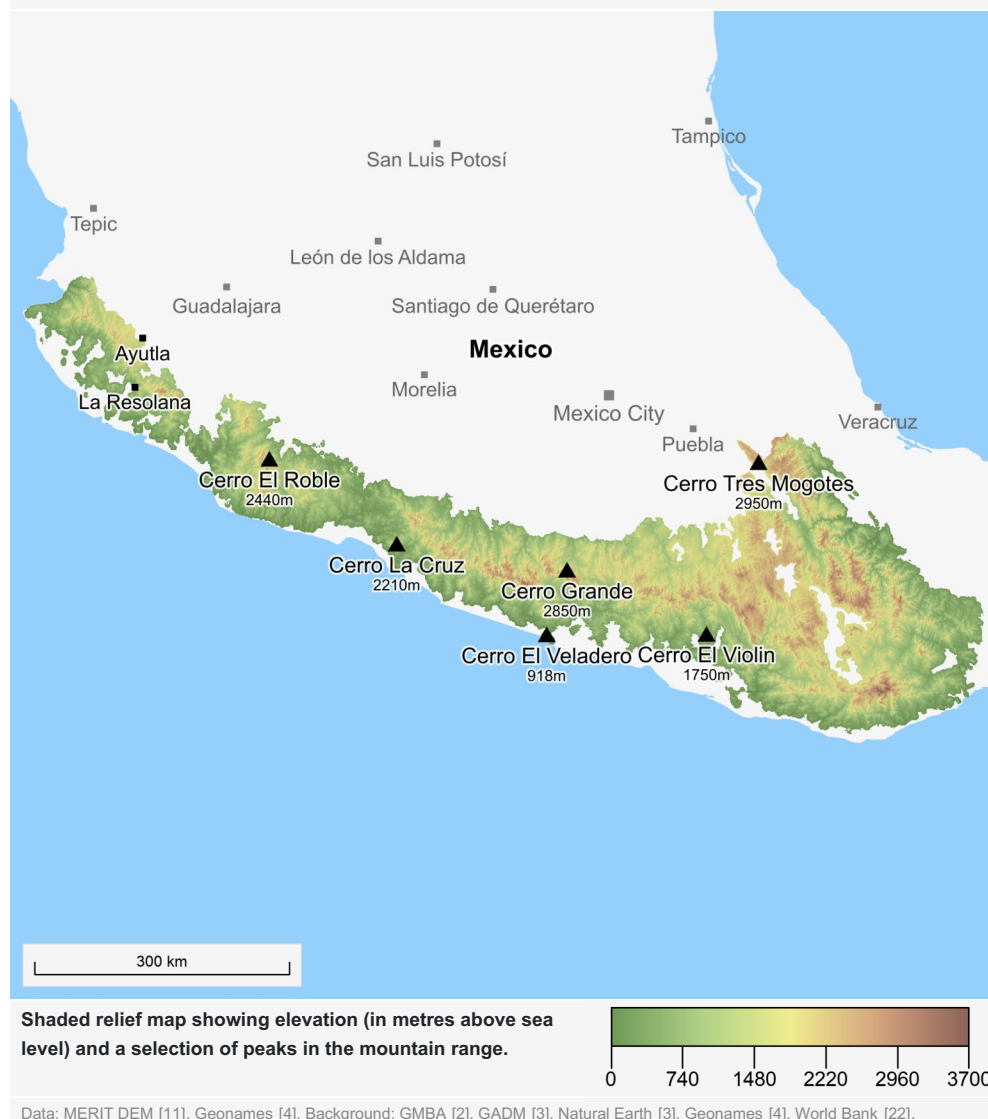 Tampico
San Luis Potosí
Tepic
León de los Aldama
Guadalajara
Santiago de Querétaro
Mexico
Ayutla
Morelia
La Resolana
Mexico City
Veracruz
Puebla
Cerro El Roble
2440m
Cerro Tres Mogotes
2950m
Cerro La Cruz
2210m
Cerro Grande
2850m
Cerro El Veladero
918m
Cerro El Violin
1750m
300 km
Shaded relief map showing elevation (in metres above sea
level) and a selection of peaks in the mountain range.
0 740 1480 2220 2960 3700
Data: MERIT DEM [11], Geonames [4]. Background: GMBA [2], GADM [3], Natural Earth [3], Geonames [4], World Bank [22].